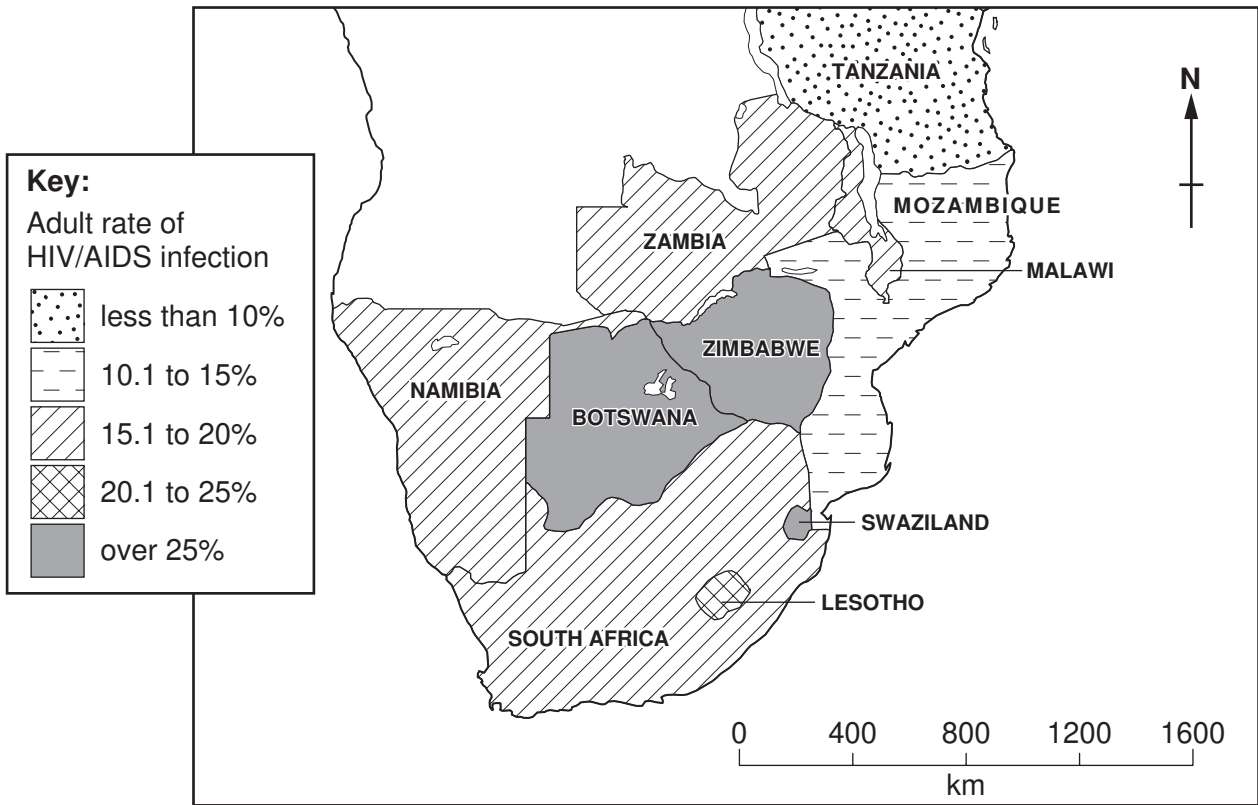 TANZANIA
N
Key:
Adult rate of
HIV/AIDS infection
less than 10%
10.1 to 15%
15.1 to 20%
20.1 to 25%
over 25%
MOZAMBIQUE
ZAMBIA
MALAWI
ZIMBABWE
NAMIBIA
BOTSWANA
SWAZILAND
LESOTHO
SOUTH AFRICA
0 400 800 1200 1600
km